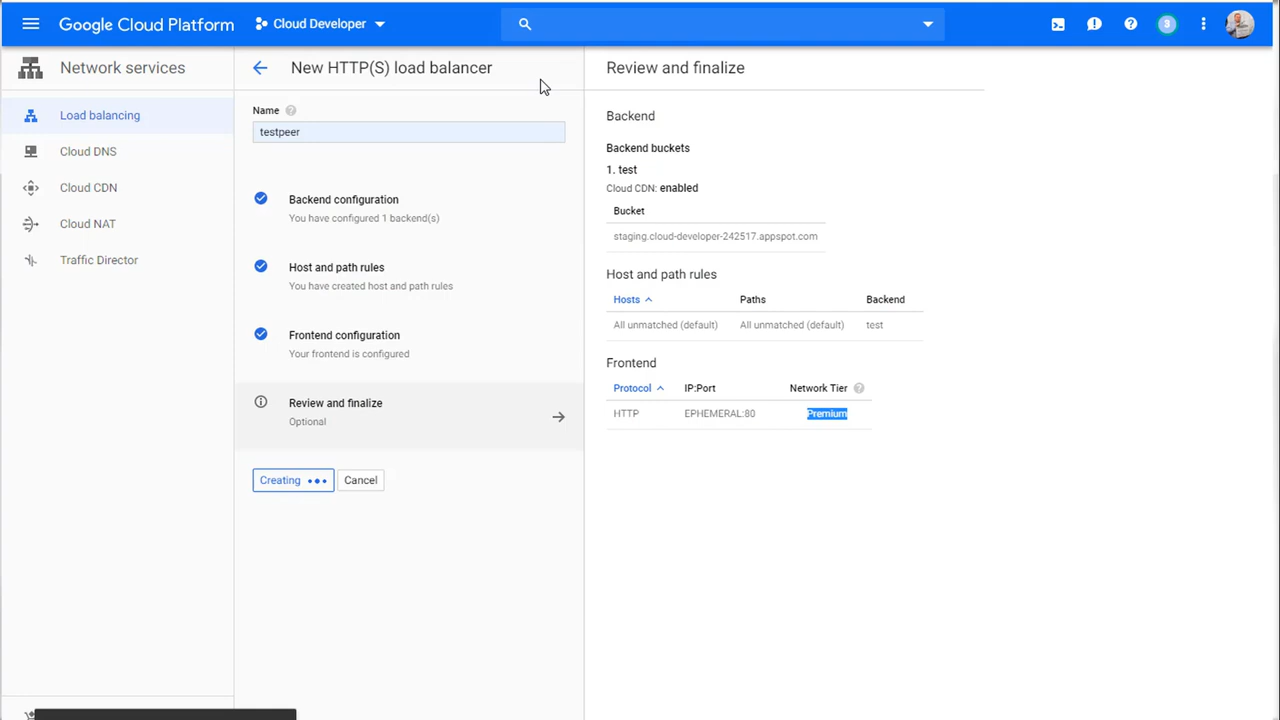 Google Cloud Platform
Cloud Developer
3
Network services
Load balancing
Cloud DNS
Cloud CDN
Cloud NAT
Traffic Director
New HTTP(S) load balancer
Name
testpeer
Backend configuration
You have configured 1 backend(s)
Host and path rules
You have created host and path rules
Frontend configuration
Your frontend is configured
Review and finalize
Optional
Creating
Cancel
Review and finalize
Backend
Backend buckets
1. test
Cloud CDN: enabled
Bucket
staging.cloud-developer-242517.appspot.com
Host and path rules
Hosts Paths Backend
All unmatched (default) All unmatched (default) test
Frontend
Protocol IP:Port Network Tier
HTTP EPHEMERAL:80 Premium